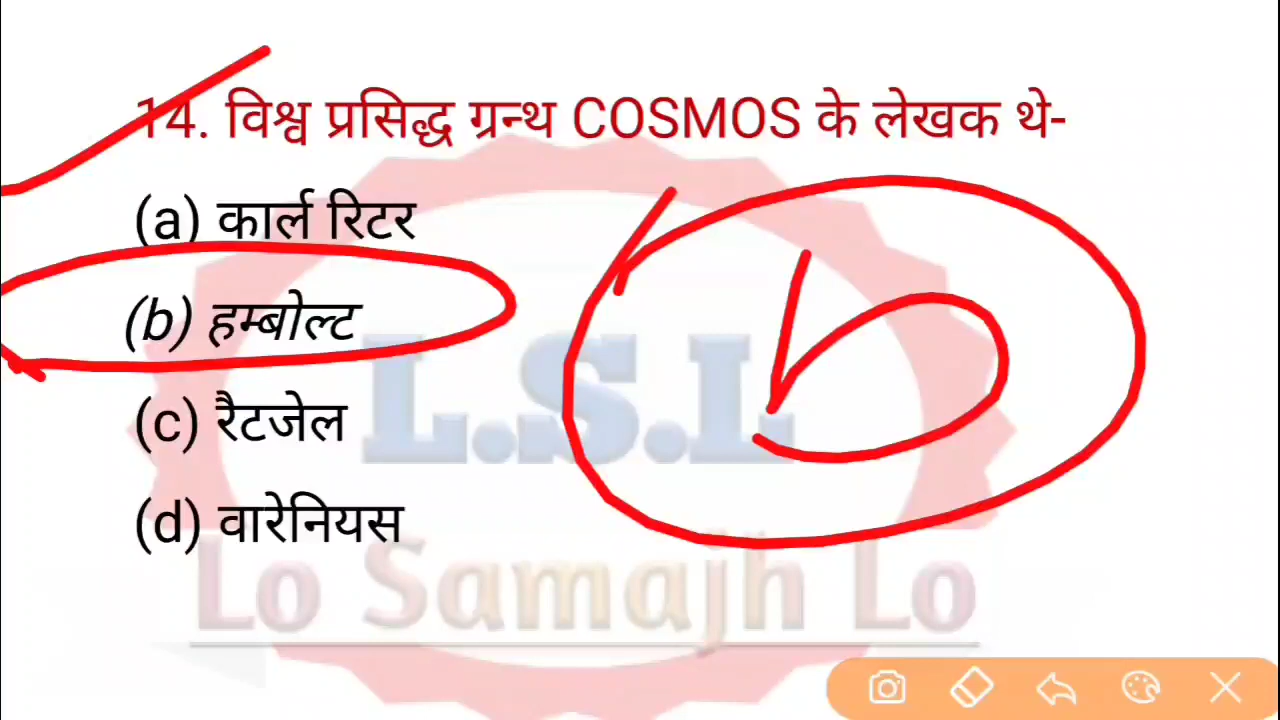 14. विश्व प्रसिद्ध ग्रन्थ COSMOS के लेखक थे-
(a) कार्ल रिटर
(b) हम्बोल्ट
(c) रैटजेल
(d) वारेनियस
b
L.S.L
Lo Samajh Lo